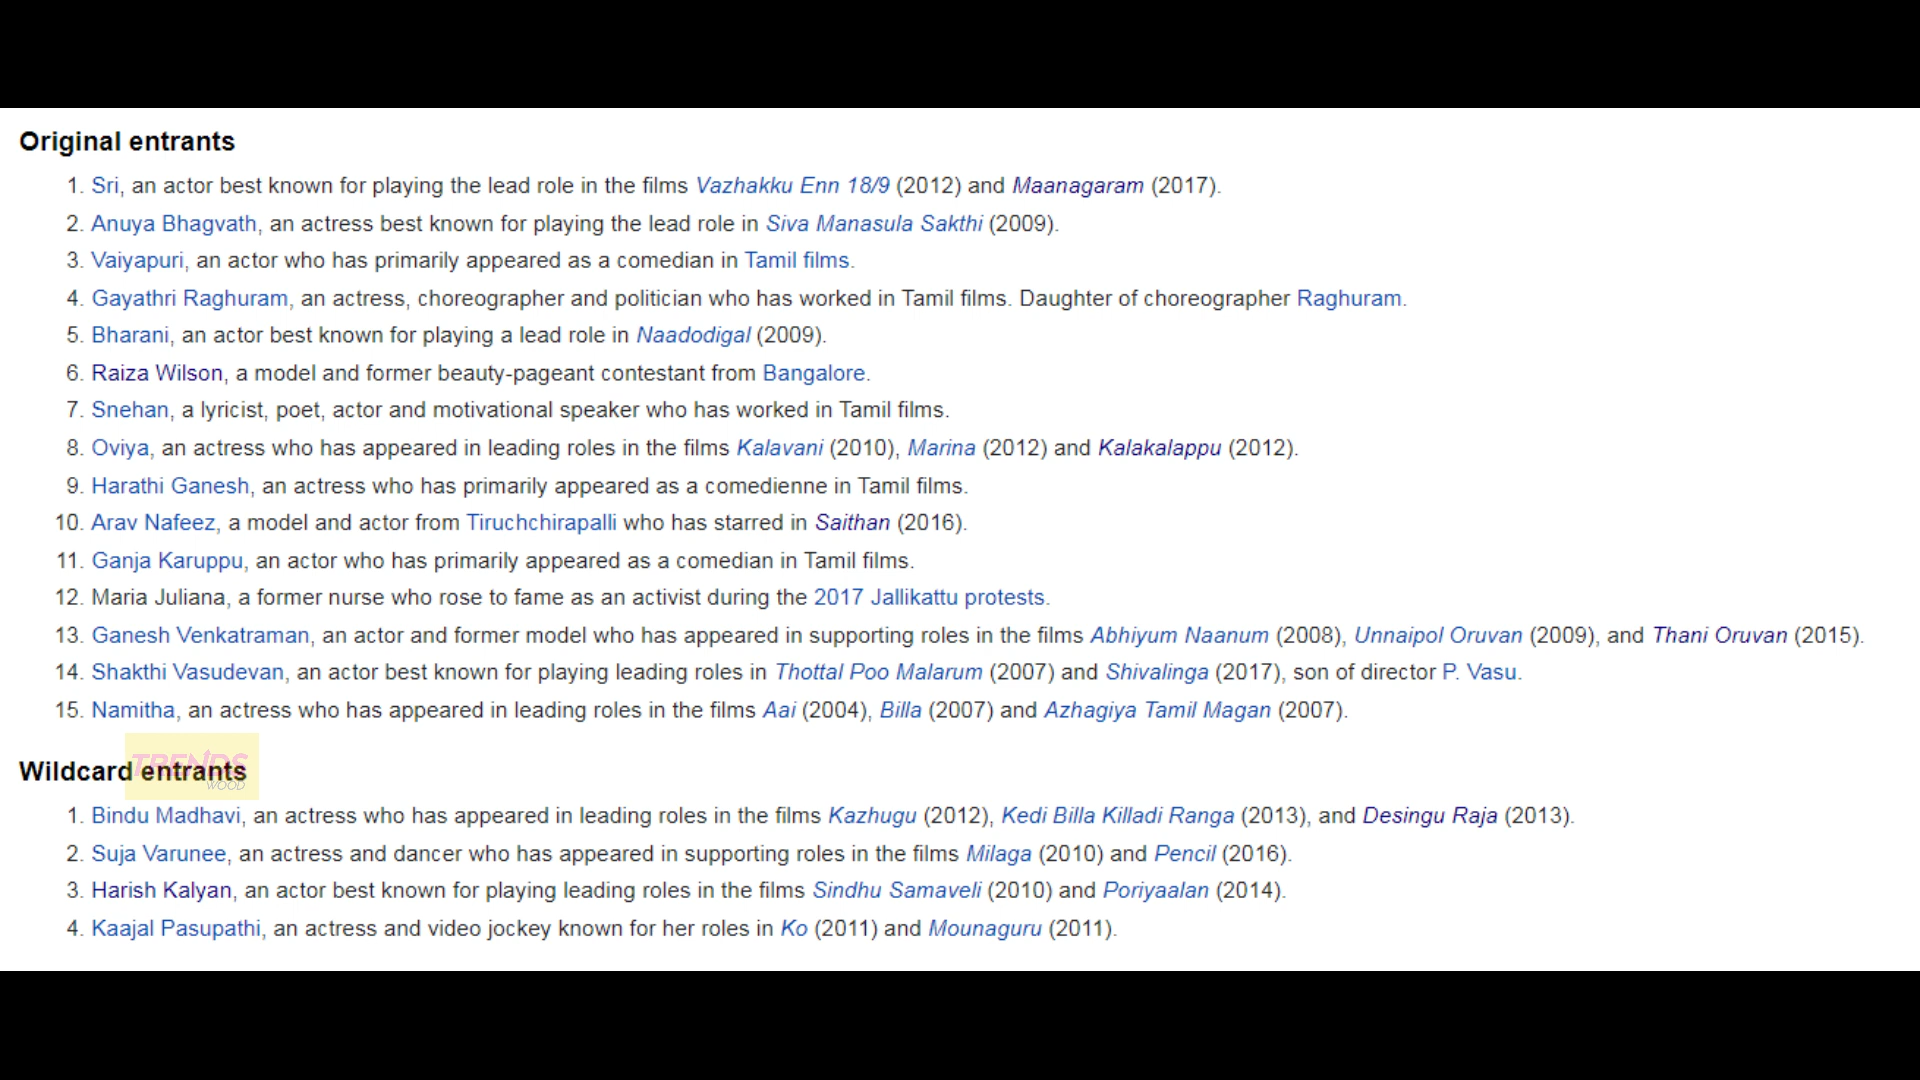 Original entrants
1. Sri, an actor best known for playing the lead role in the films Vazhakku Enn 18/9 (2012) and Maanagaram (2017).
2. Anuya Bhagvath, an actress best known for playing the lead role in Siva Manasula Sakthi (2009).
3. Vaiyapuri, an actor who has primarily appeared as a comedian in Tamil films.
4. Gayathri Raghuram, an actress, choreographer and politician who has worked in Tamil films. Daughter of choreographer Raghuram.
5. Bharani, an actor best known for playing a lead role in Naadodigal (2009).
6. Raiza Wilson, a model and former beauty-pageant contestant from Bangalore.
7. Snehan, a lyricist, poet, actor and motivational speaker who has worked in Tamil films.
8. Oviya, an actress who has appeared in leading roles in the films Kalavani (2010), Marina (2012) and Kalakalappu (2012).
9. Harathi Ganesh, an actress who has primarily appeared as a comedienne in Tamil films.
10. Arav Nafeez, a model and actor from Tiruchchirapalli who has starred in Saithan (2016).
11. Ganja Karuppu, an actor who has primarily appeared as a comedian in Tamil films.
12. Maria Juliana, a former nurse who rose to fame as an activist during the 2017 Jallikattu protests.
13. Ganesh Venkatraman, an actor and former model who has appeared in supporting roles in the films Abhiyum Naanum (2008), Unnaipol Oruvan (2009), and Thani Oruvan (2015).
14. Shakthi Vasudevan, an actor best known for playing leading roles in Thottal Poo Malarum (2007) and Shivalinga (2017), son of director P. Vasu.
15. Namitha, an actress who has appeared in leading roles in the films Aai (2004), Billa (2007) and Azhagiya Tamil Magan (2007).
TRENDS
Wildcard entrants
WOOD
1. Bindu Madhavi, an actress who has appeared in leading roles in the films Kazhugu (2012), Kedi Billa Killadi Ranga (2013), and Desingu Raja (2013).
2. Suja Varunee, an actress and dancer who has appeared in supporting roles in the films Milaga (2010) and Pencil (2016).
3. Harish Kalyan, an actor best known for playing leading roles in the films Sindhu Samaveli (2010) and Poriyaalan (2014).
4. Kaajal Pasupathi, an actress and video jockey known for her roles in Ko (2011) and Mounaguru (2011).